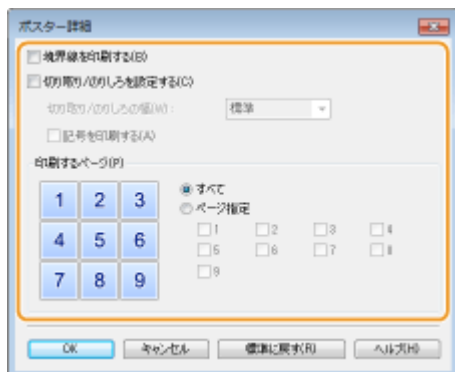 ポスター詳細
境界線を印刷する(B)
切り取り/のりしろを設定する(C)
切り取り/のりしろの幅(W): 標準
記号を印刷する(A)
印刷するページ(P)
1 2 3
4 5 6
7 8 9
すべて
ページ指定
1 2 3 4
5 6 7 8
9
OK キャンセル 標準に戻す(R) ヘルプ(H)